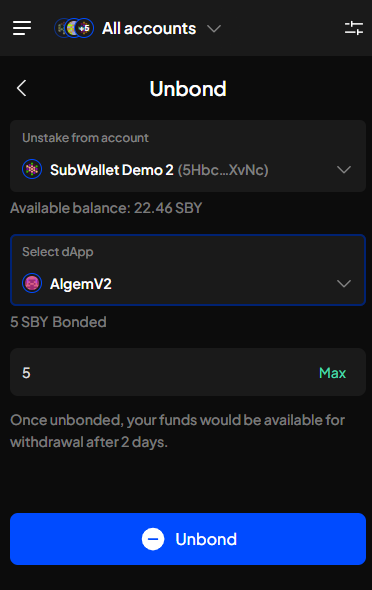 +5 All accounts
Unbond
Unstake from account
SubWallet Demo 2 (5Hbc...XvNc)
Available balance: 22.46 SBY
Select dApp
AlgemV2
5 SBY Bonded
5 Max
Once unbonded, your funds would be available for
withdrawal after 2 days.
Unbond